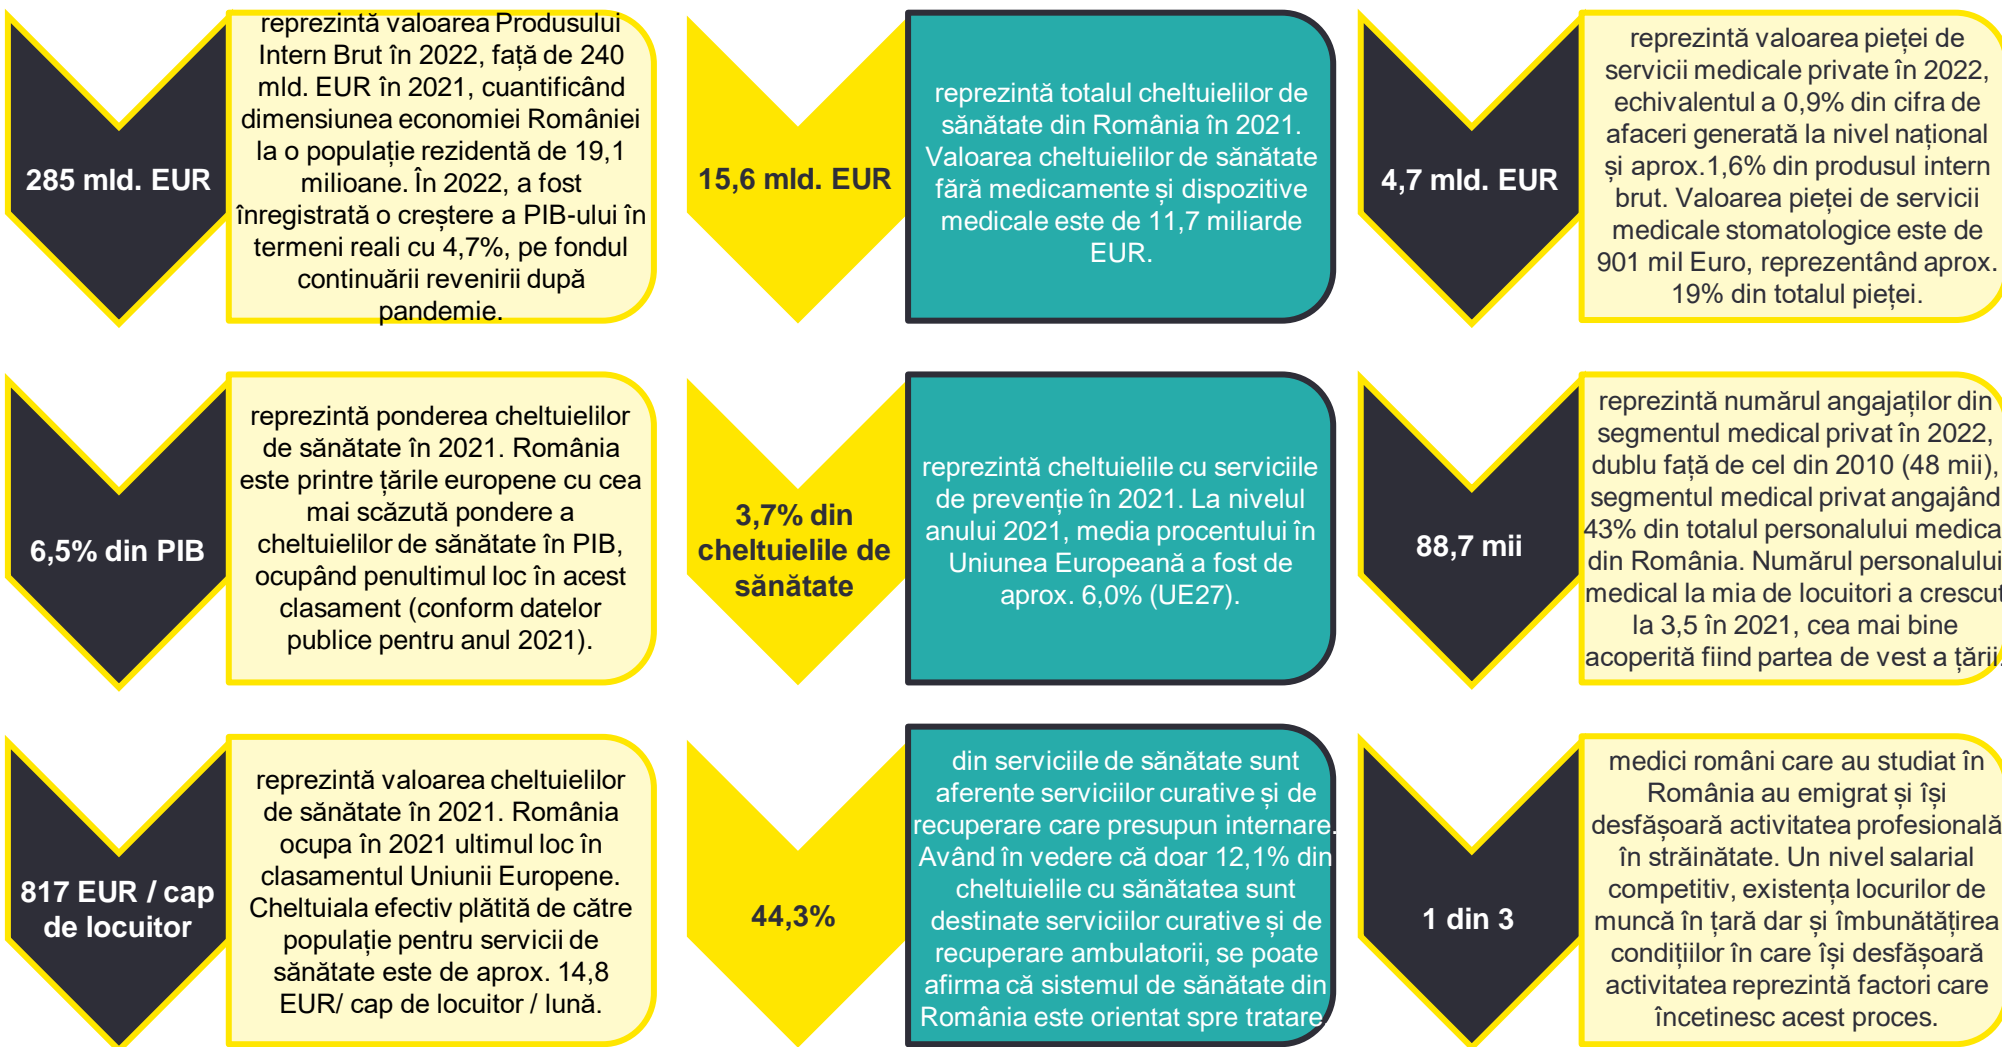 285 mld. EUR
reprezintă valoarea Produsului
Intern Brut în 2022, față de 240
mld. EUR în 2021, cuantificând
dimensiunea economiei României
la o populație rezidentă de 19,1
milioane. În 2022, a fost
înregistrată o creștere a PIB-ului în
termeni reali cu 4,7%, pe fondul
continuării revenirii după
pandemie.
15,6 mld. EUR
reprezintă totalul cheltuielilor de
sănătate din România în 2021.
Valoarea cheltuielilor de sănătate
fără medicamente și dispozitive
medicale este de 11,7 miliarde
EUR.
4,7 mld. EUR
reprezintă valoarea pieței de
servicii medicale private în 2022,
echivalentul a 0,9% din cifra de
afaceri generată la nivel național
și aprox.1,6% din produsul intern
brut. Valoarea pieței de servicii
medicale stomatologice este de
901 mil Euro, reprezentând aprox.
19% din totalul pieței.
6,5% din PIB
reprezintă ponderea cheltuielilor
de sănătate în 2021. România
este printre țările europene cu cea
mai scăzută pondere a
cheltuielilor de sănătate în PIB,
ocupând penultimul loc în acest
clasament (conform datelor
publice pentru anul 2021).
3,7% din
cheltuielile de
sănătate
reprezintă cheltuielile cu serviciile
de prevenție în 2021. La nivelul
anului 2021, media procentului în
Uniunea Europeană a fost de
aprox. 6,0% (UE27).
88,7 mii
reprezintă numărul angajaților din
segmentul medical privat în 2022,
dublu față de cel din 2010 (48 mii),
segmentul medical privat angajând
43% din totalul personalului medica
din România. Numărul personalului
medical la mia de locuitori a crescut
la 3,5 în 2021, cea mai bine
acoperită fiind partea de vest a țării.
817 EUR / cap
de locuitor
reprezintă valoarea cheltuielilor
de sănătate în 2021. România
ocupa în 2021 ultimul loc în
clasamentul Uniunii Europene.
Cheltuiala efectiv plătită de către
populație pentru servicii de
sănătate este de aprox. 14,8
EUR/ cap de locuitor / lună.
44,3%
din serviciile de sănătate sunt
aferente serviciilor curative și de
recuperare care presupun internare.
Având în vedere că doar 12,1% din
cheltuielile cu sănătatea sunt
destinate serviciilor curative și de
recuperare ambulatorii, se poate
afirma că sistemul de sănătate din
România este orientat spre tratare.
1 din 3
medici români care au studiat în
România au emigrat și își
desfășoară activitatea profesională
în străinătate. Un nivel salarial
competitiv, existența locurilor de
muncă în țară dar și îmbunătățirea
condițiilor în care își desfășoară
activitatea reprezintă factori care
încetinesc acest proces.